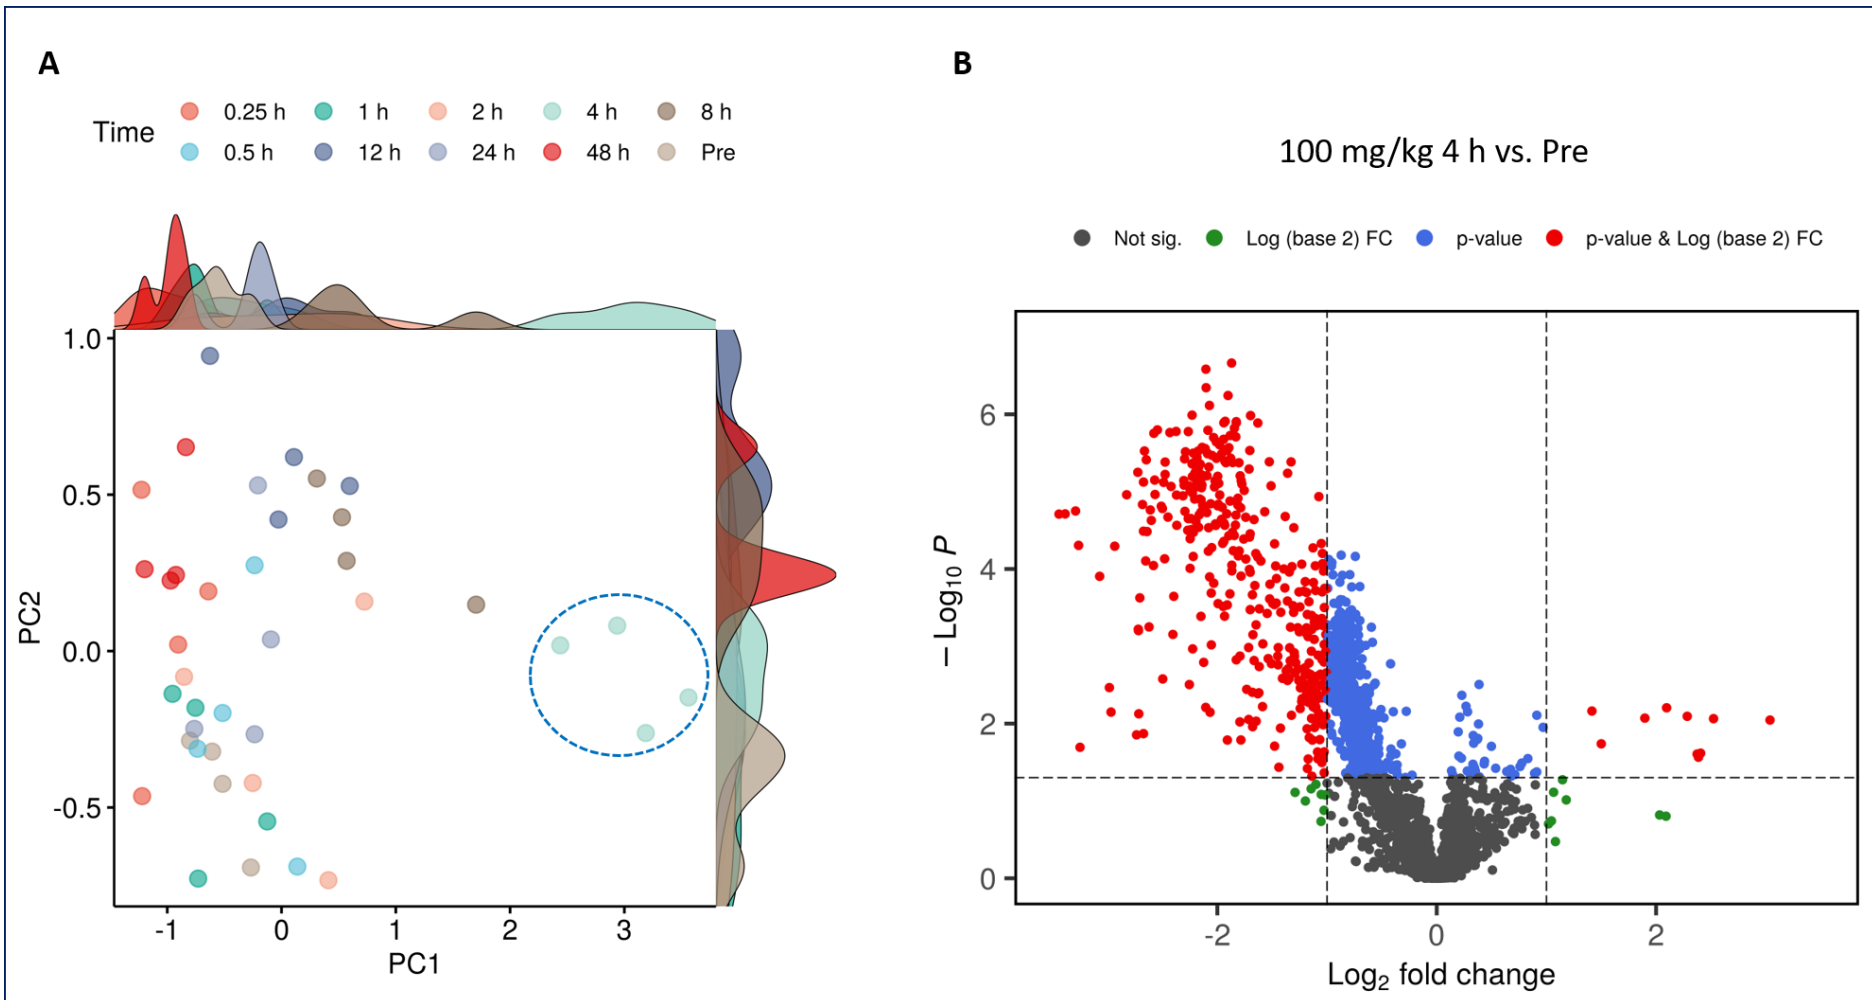 A
B
Time
0.25 h 1 h 2 h 4 h 8 h
0.5 h 12 h 24 h 48 h Pre
1.0
0.5
0.0
-0.5
PC2
-1 0 1 2 3
PC1
100 mg/kg 4 h vs. Pre
Not sig. Log (base 2) FC p-value p-value & Log (base 2) FC
6
4
2
0
− Log₁₀ P
-2 0 2
Log₂ fold change